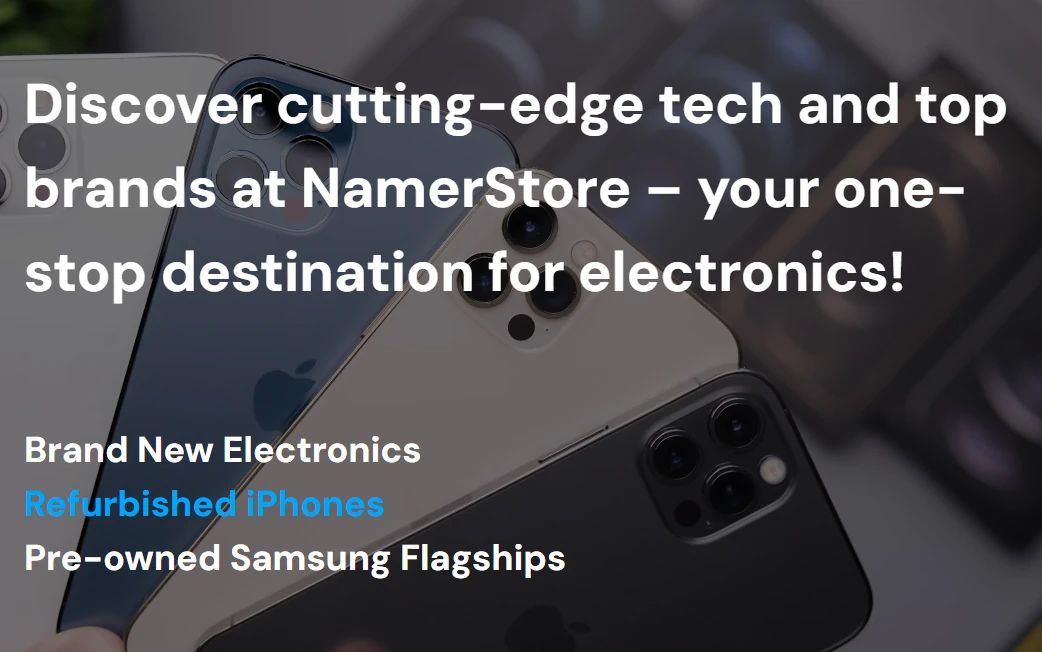 Discover cutting-edge tech and top
brands at NamerStore – your one-
stop destination for electronics!
Brand New Electronics
Refurbished iPhones
Pre-owned Samsung Flagships